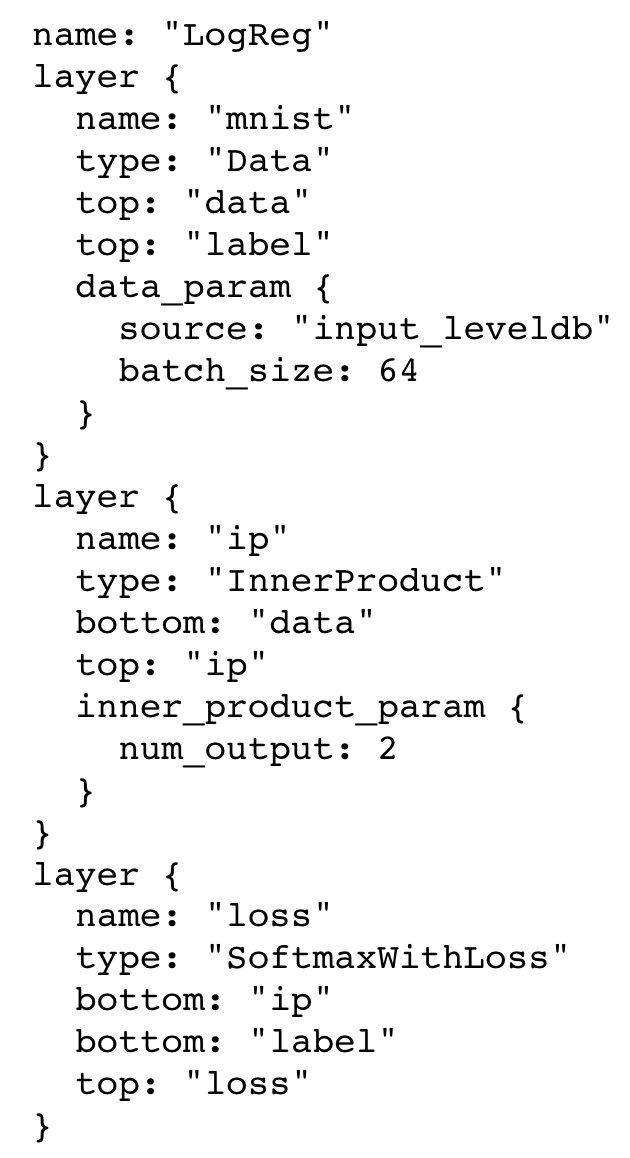 name: "LogReg"
layer {
  name: "mnist"
  type: "Data"
  top: "data"
  top: "label"
  data_param {
    source: "input_leveldb"
    batch_size: 64
  }
}
layer {
  name: "ip"
  type: "InnerProduct"
  bottom: "data"
  top: "ip"
  inner_product_param {
    num_output: 2
  }
}
layer {
  name: "loss"
  type: "SoftmaxWithLoss"
  bottom: "ip"
  bottom: "label"
  top: "loss"
}